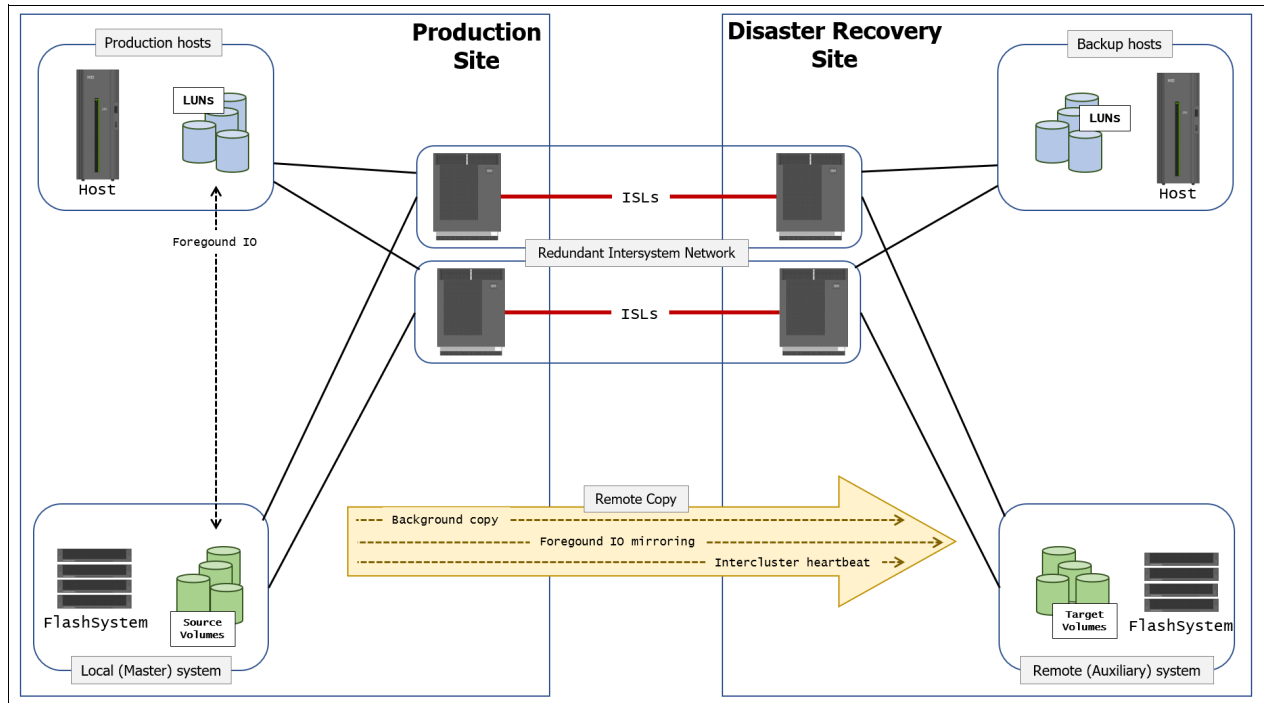 Production
Site
Disaster Recovery
Site
Production hosts
Backup hosts
LUNs
Host
LUNs
Host
Foregound IO
ISLs
Redundant Intersystem Network
ISLs
Remote Copy
Background copy
Foregound IO mirroring
Intercluster heartbeat
FlashSystem
Source
Volumes
Local (Master) system
Target
Volumes
FlashSystem
Remote (Auxiliary) system